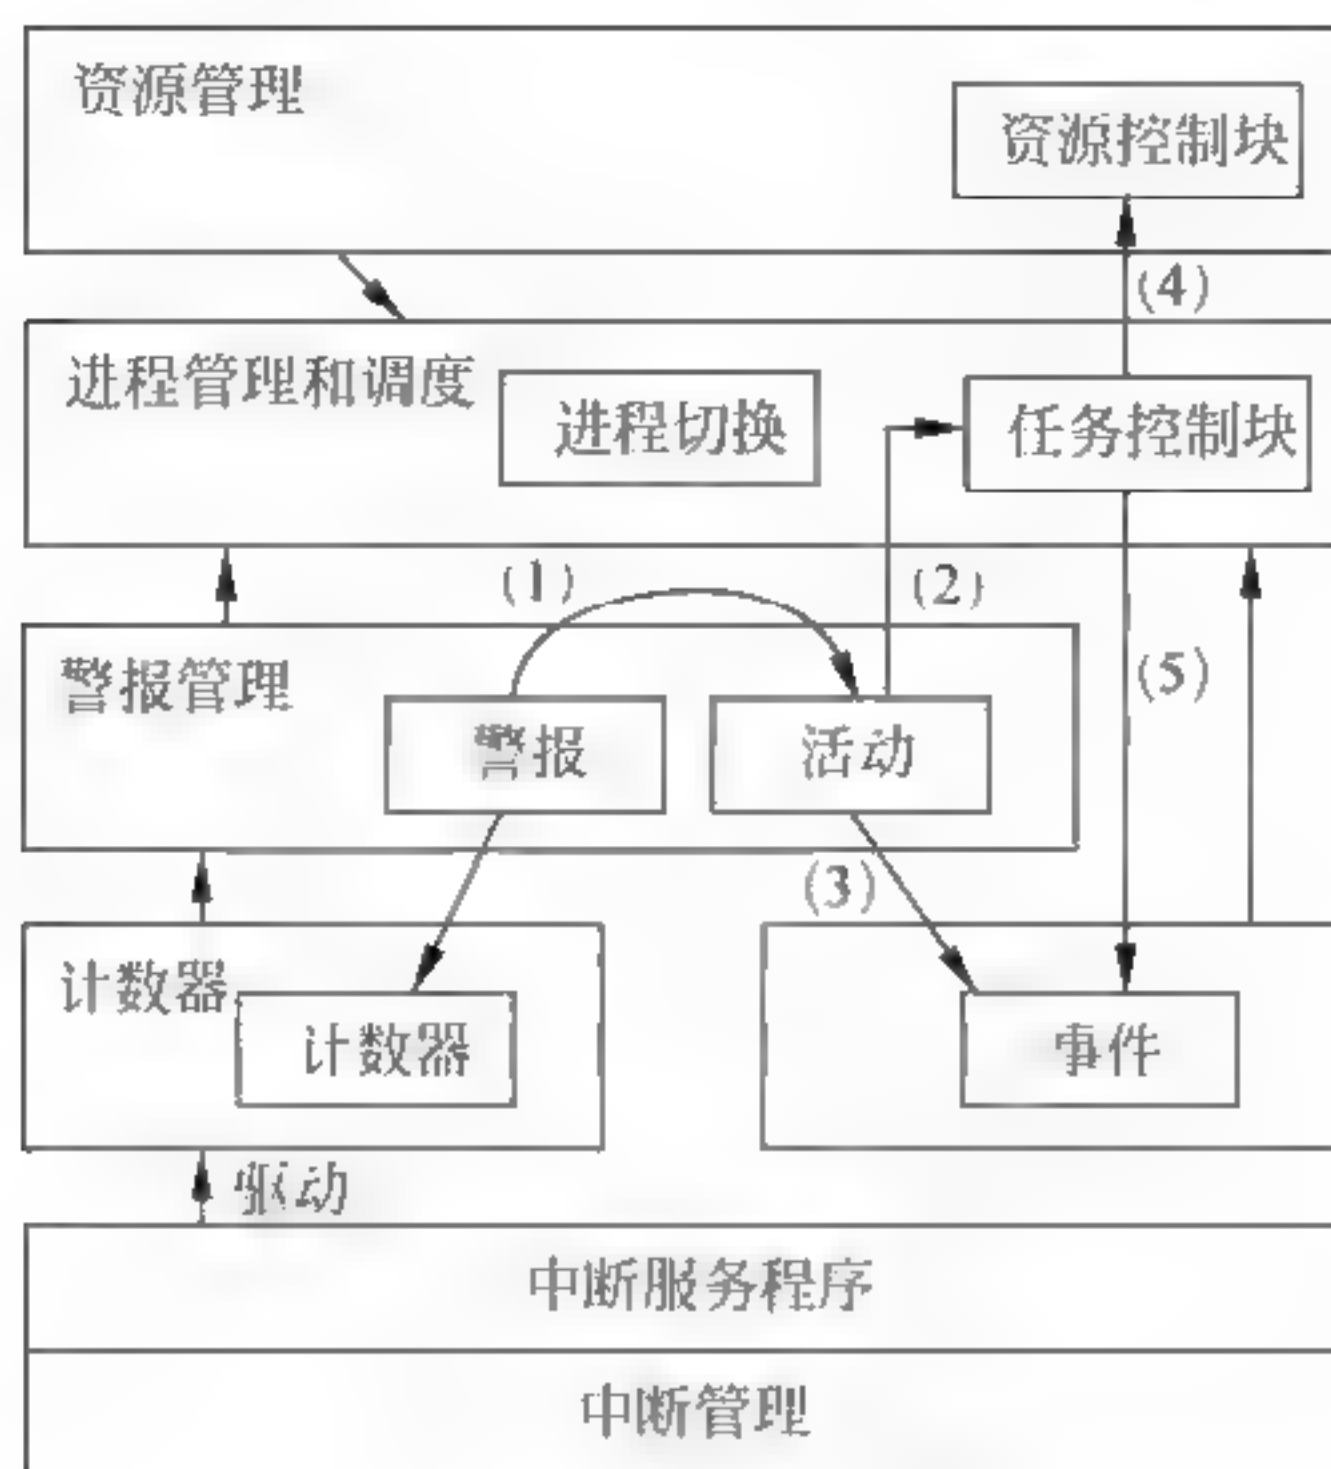 资源管理
资源控制块
(4)
进程管理和调度
进程切换
任务控制块
(1)
(2)
警报管理
(5)
警报
活动
(3)
计数器
计数器
事件
驱动
中断服务程序
中断管理